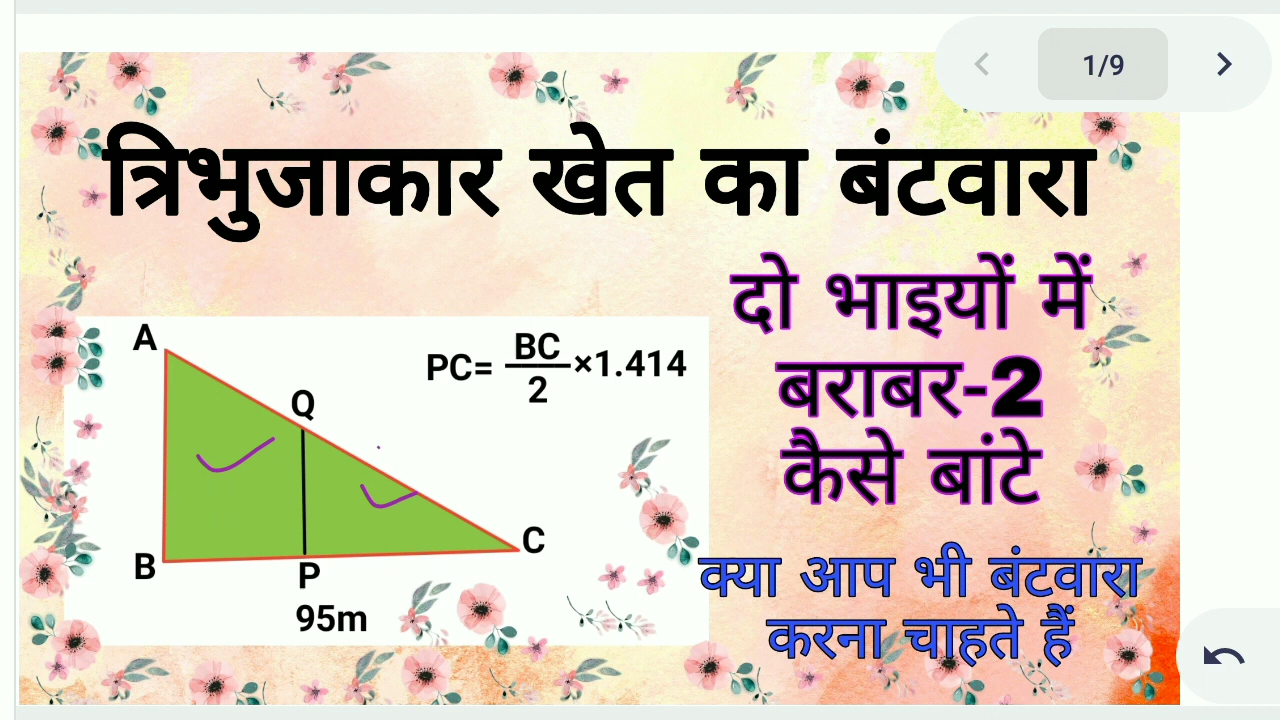 1/9
त्रिभुजाकार खेत का बंटवारा
दो भाइयों में
बराबर-2
कैसे बांटे
A
PC= BC/2 ×1.414
Q
B
C
P
95m
क्या आप भी बंटवारा
करना चाहते हैं